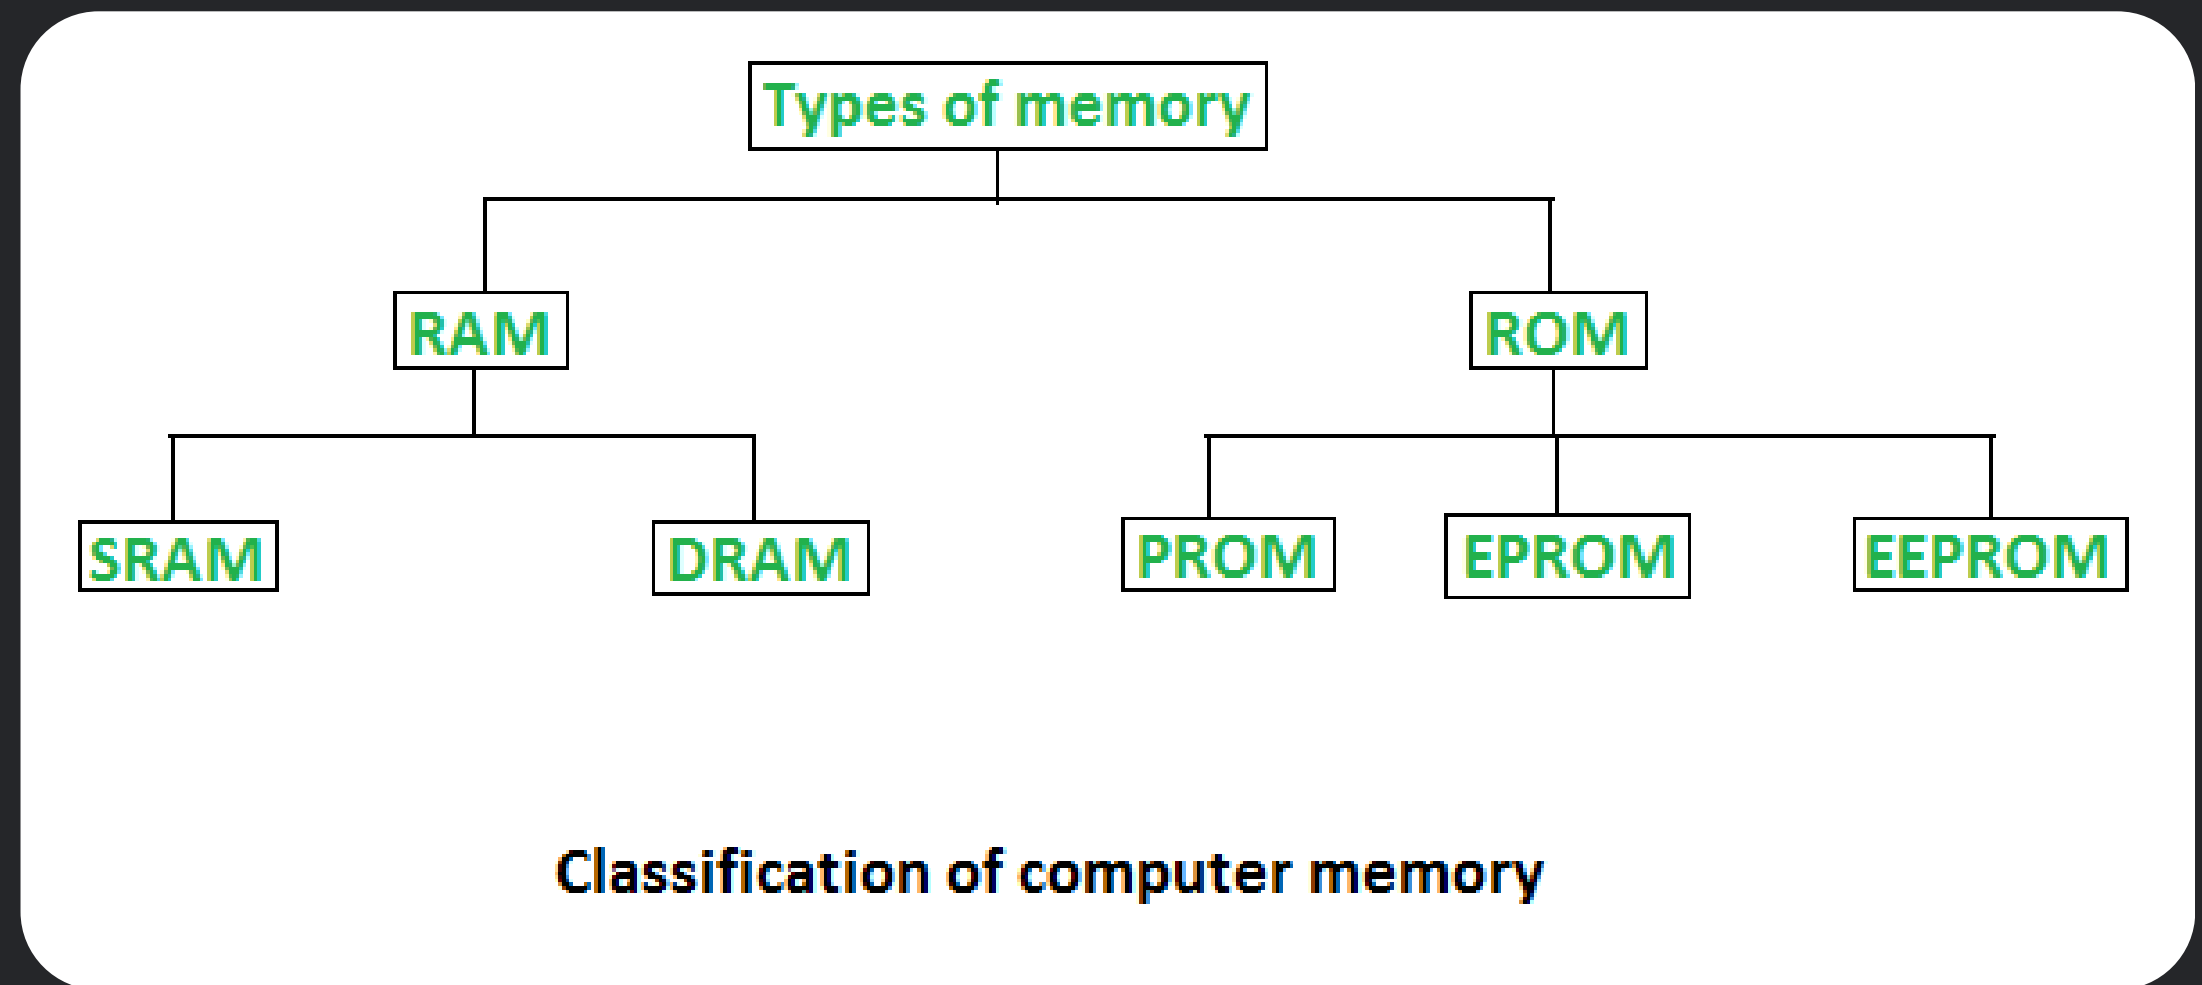 Types of memory
RAM
ROM
SRAM
DRAM
PROM
EPROM
EEPROM
Classification of computer memory